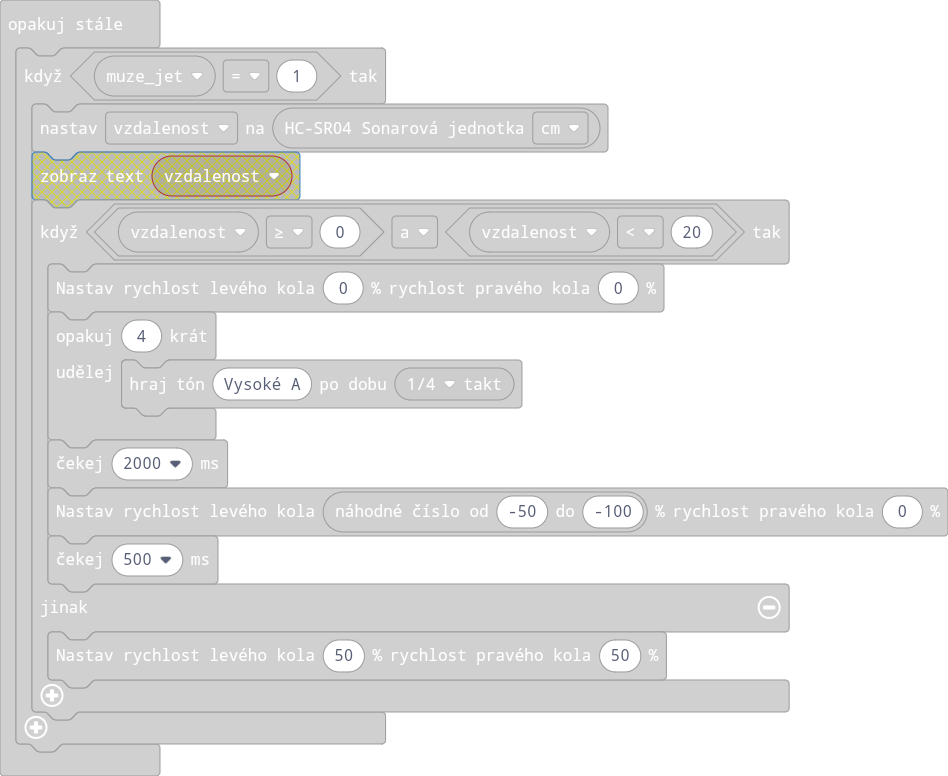 opakuj stále
když muze_jet = 1 tak
nastav vzdalenost na HC-SR04 Sonarová jednotka cm
zobraz text vzdalenost
když vzdalenost ≥ 0 a vzdalenost < 20 tak
Nastav rychlost levého kola 0 % rychlost pravého kola 0 %
opakuj 4 krát
udělej
hraj tón Vysoké A po dobu 1/4 takt
čekej 2000 ms
Nastav rychlost levého kola náhodné číslo od -50 do -100 % rychlost pravého kola 0 %
čekej 500 ms
jinak
Nastav rychlost levého kola 50 % rychlost pravého kola 50 %